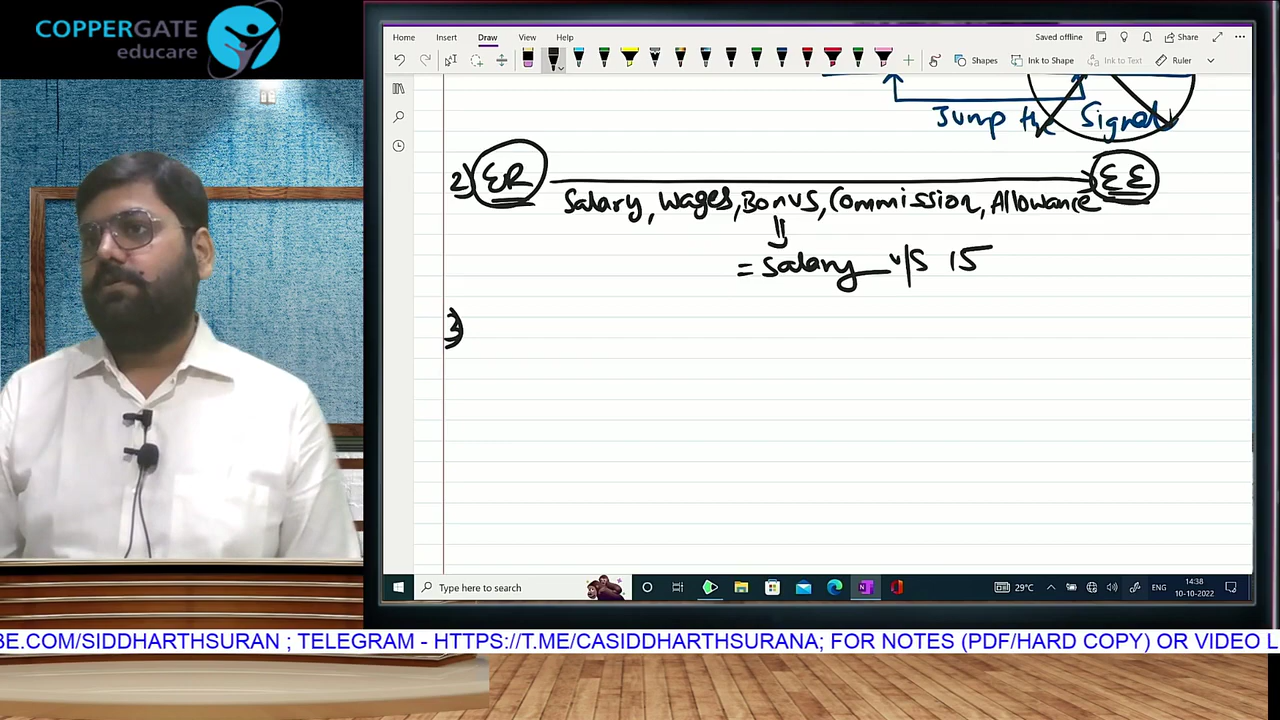 COPPERGATE
educare
Home Insert Draw View Help
Saved offline Share
Shapes Ink to Shape Ink to Text Ruler
Jump the Signal
2) ER EE
Salary, Wages, Bonus, Commission, Allowance
= Salary u/s 15
3)
Type here to search
29°C ENG 14:38
10-10-2022
BE.COM/SIDDHARTHSURAN ; TELEGRAM - HTTPS://T.ME/CASIDDHARTHSURANA; FOR NOTES (PDF/HARD COPY) OR VIDEO L